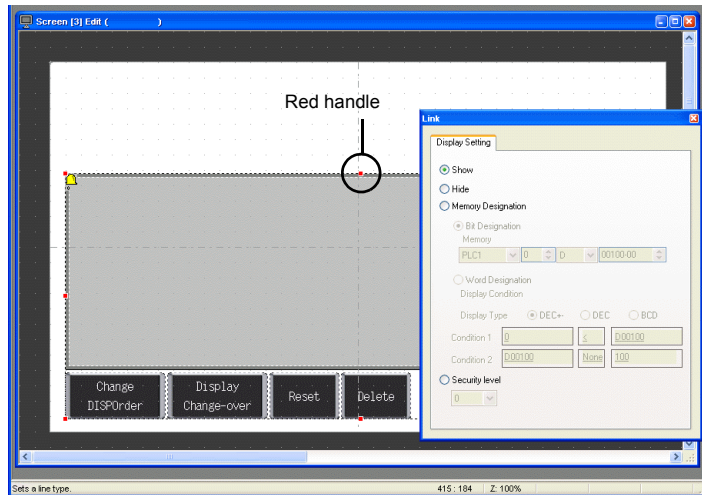 Screen [3] Edit ( )
Red handle
Link
Display Setting
Show
Hide
Memory Designation
Bit Designation
Memory
PLC1 0 D 00100-00
Word Designation
Display Condition
Display Type DEC+- DEC BCD
Condition 1 0 ≤ D00100
Condition 2 D00100 None 100
Security level
0
Change
DISPOrder
Display
Change-over
Reset
Delete
Sets a line type.
415 : 184 Z: 100%